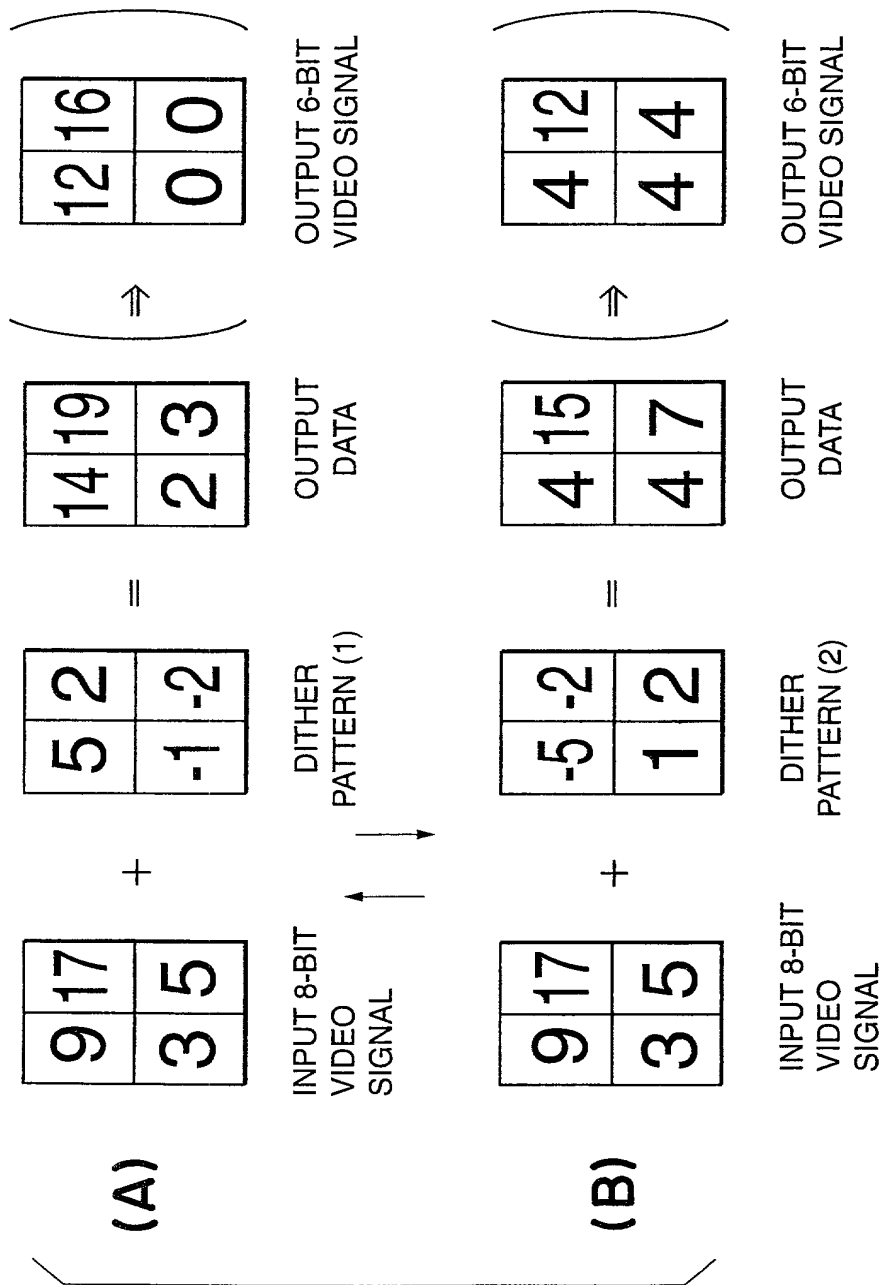 (A)
9 17 + 5 2 = 14 19 ( ⇒ 12 16 )
3 5 -1 -2 2 3 0 0
INPUT 8-BIT
VIDEO
SIGNAL
DITHER
PATTERN (1)
OUTPUT
DATA
OUTPUT 6-BIT
VIDEO SIGNAL
(B)
9 17 + -5 -2 = 4 15 ( ⇒ 4 12 )
3 5 1 2 4 7 4 4
INPUT 8-BIT
VIDEO
SIGNAL
DITHER
PATTERN (2)
OUTPUT
DATA
OUTPUT 6-BIT
VIDEO SIGNAL